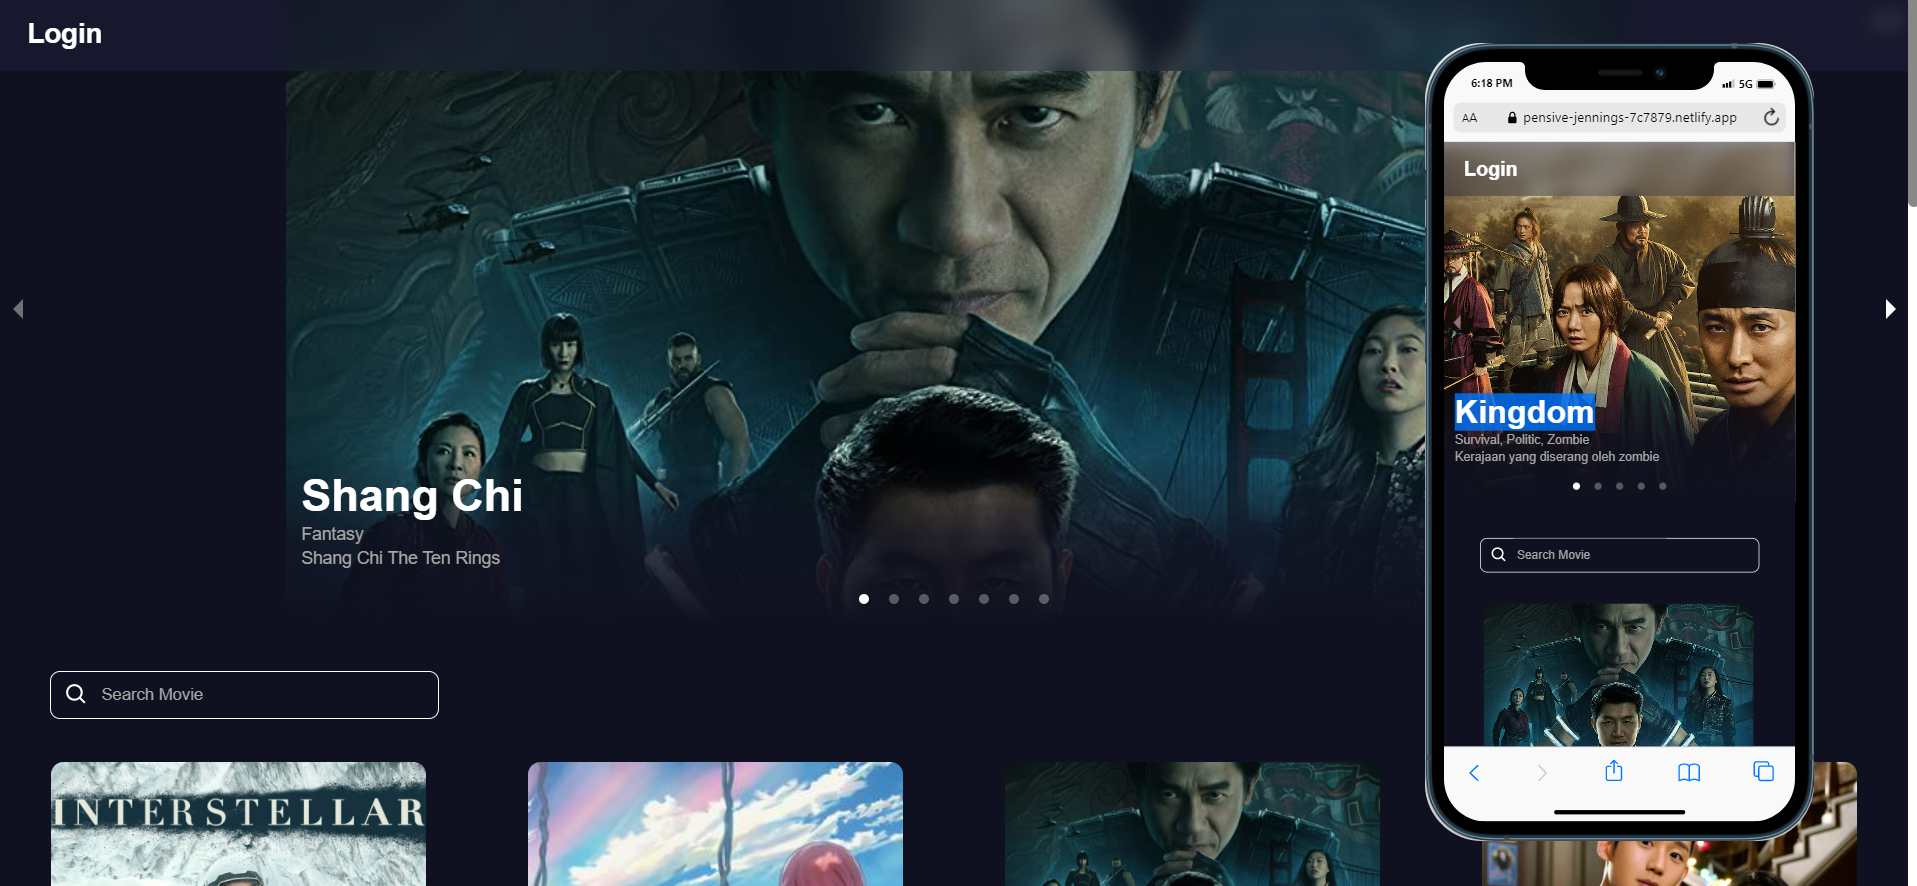 Login
Shang Chi
Fantasy
Shang Chi The Ten Rings
Search Movie
INTERSTELLAR
6:18 PM
5G
AA
pensive-jennings-7c7879.netlify.app
Login
Kingdom
Survival, Politic, Zombie
Kerajaan yang diserang oleh zombie
Search Movie